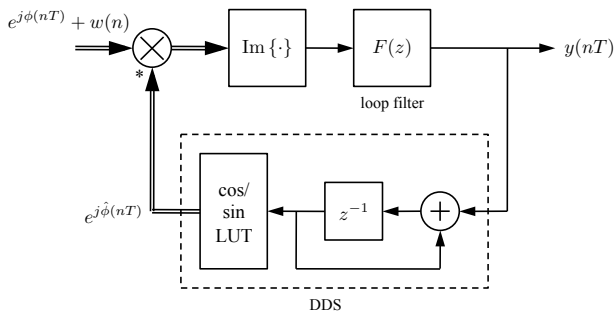 e^{jϕ(nT)} + w(n)
*
Im {·}
F(z)
y(nT)
loop filter
e^{jϕ̂(nT)}
cos/
sin
LUT
z^{−1}
+
DDS